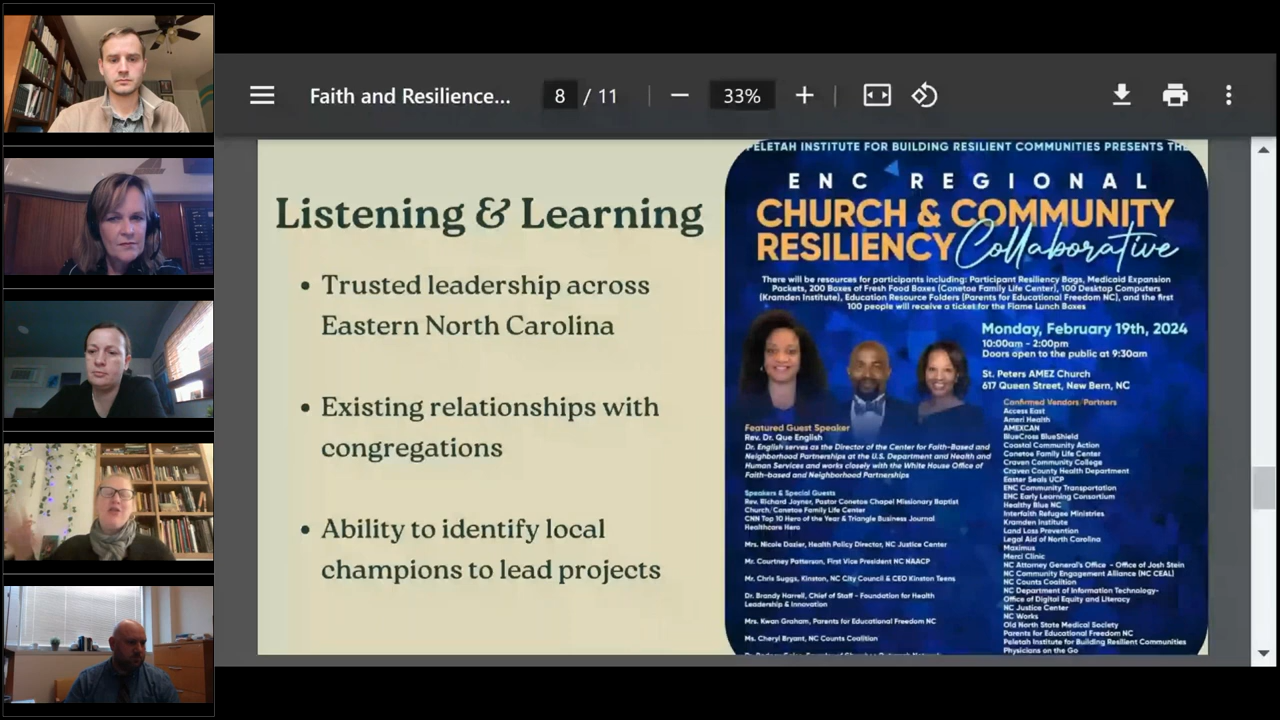 Faith and Resilience...
8 / 11
33%
Listening & Learning
• Trusted leadership across
Eastern North Carolina
• Existing relationships with
congregations
• Ability to identify local
champions to lead projects
PELETAH INSTITUTE FOR BUILDING RESILIENT COMMUNITIES PRESENTS THE
ENC REGIONAL
CHURCH & COMMUNITY
RESILIENCY Collaborative
There will be resources for participants including: Participant Resiliency Bags, Medicaid Expansion
Packets, 200 Boxes of Fresh Food Boxes (Conetoe Family Life Center), 100 Desktop Computers
(Kramden Institute), Education Resource Folders (Parents for Educational Freedom NC), and the first
100 people will receive a ticket for the Flame Lunch Boxes
Monday, February 19th, 2024
10:00am - 2:00pm
Doors open to the public at 9:30am
St. Peters AMEZ Church
617 Queen Street, New Bern, NC
Featured Guest Speaker
Rev. Dr. Que English
Dr. English serves as the Director of the Center for Faith-Based and
Neighborhood Partnerships at the U.S. Department and Health and
Human Services and works closely with the White House Office of
Faith-based and Neighborhood Partnerships
Speakers & Special Guests
Rev. Richard Joyner, Pastor Conetoe Chapel Missionary Baptist
Church/Conetoe Family Life Center
CNN Top 10 Hero of the Year & Triangle Business Journal
Healthcare Hero
Mrs. Nicole Dozier, Health Policy Director, NC Justice Center
Mr. Courtney Patterson, First Vice President NC NAACP
Mr. Chris Suggs, Kinston, NC City Council & CEO Kinston Teens
Dr. Brandy Harrell, Chief of Staff - Foundation for Health
Leadership & Innovation
Mrs. Kwan Graham, Parents for Educational Freedom NC
Ms. Cheryl Bryant, NC Counts Coalition
Confirmed Vendors/Partners
Access East
Ameri Health
AMEXCAN
BlueCross BlueShield
Coastal Community Action
Conetoe Family Life Center
Craven Community College
Craven County Health Department
Easter Seals UCP
ENC Community Transportation
ENC Early Learning Consortium
Healthy Blue NC
Interfaith Refugee Ministries
Kramden Institute
Land Loss Prevention
Legal Aid of North Carolina
Maximus
Merci Clinic
NC Attorney General's Office - Office of Josh Stein
NC Community Engagement Alliance (NC CEAL)
NC Counts Coalition
NC Department of Information Technology-
Office of Digital Equity and Literacy
NC Justice Center
NC Works
Old North State Medical Society
Parents for Educational Freedom NC
Peletah Institute for Building Resilient Communities
Physicians on the Go